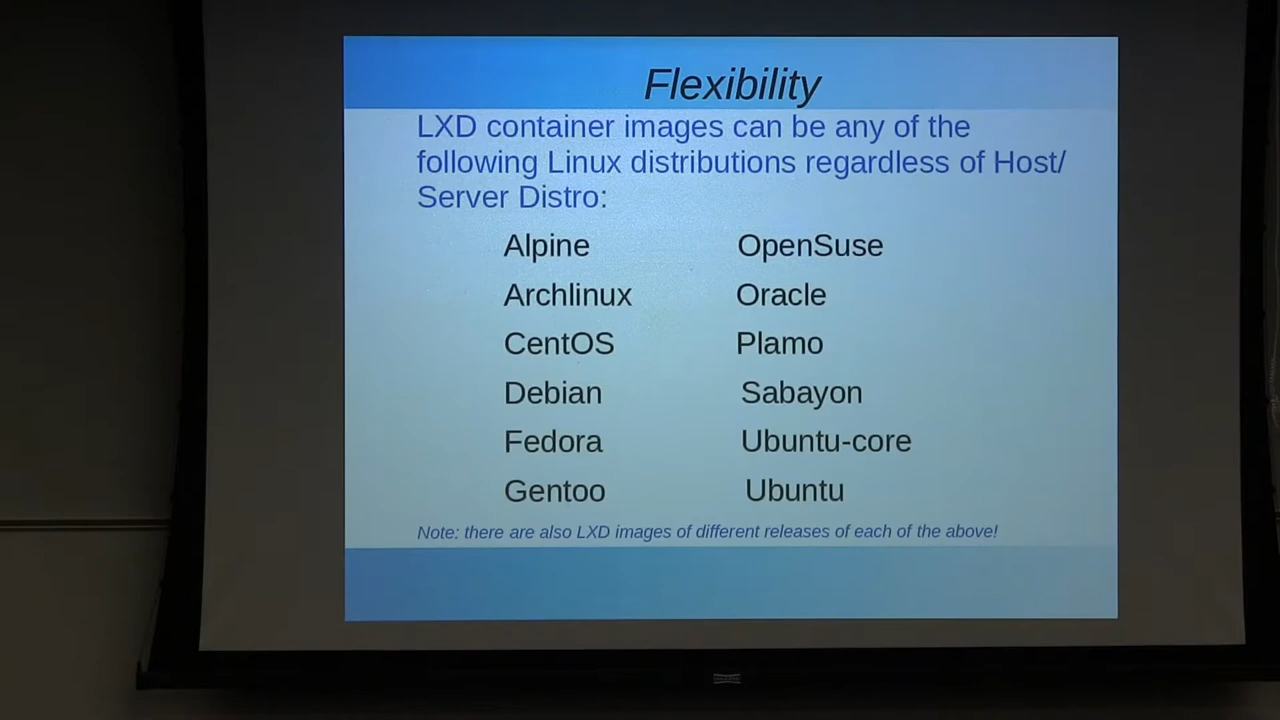 Flexibility
LXD container images can be any of the
following Linux distributions regardless of Host/
Server Distro:
Alpine
OpenSuse
Archlinux
Oracle
CentOS
Plamo
Debian
Sabayon
Fedora
Ubuntu-core
Gentoo
Ubuntu
Note: there are also LXD images of different releases of each of the above!